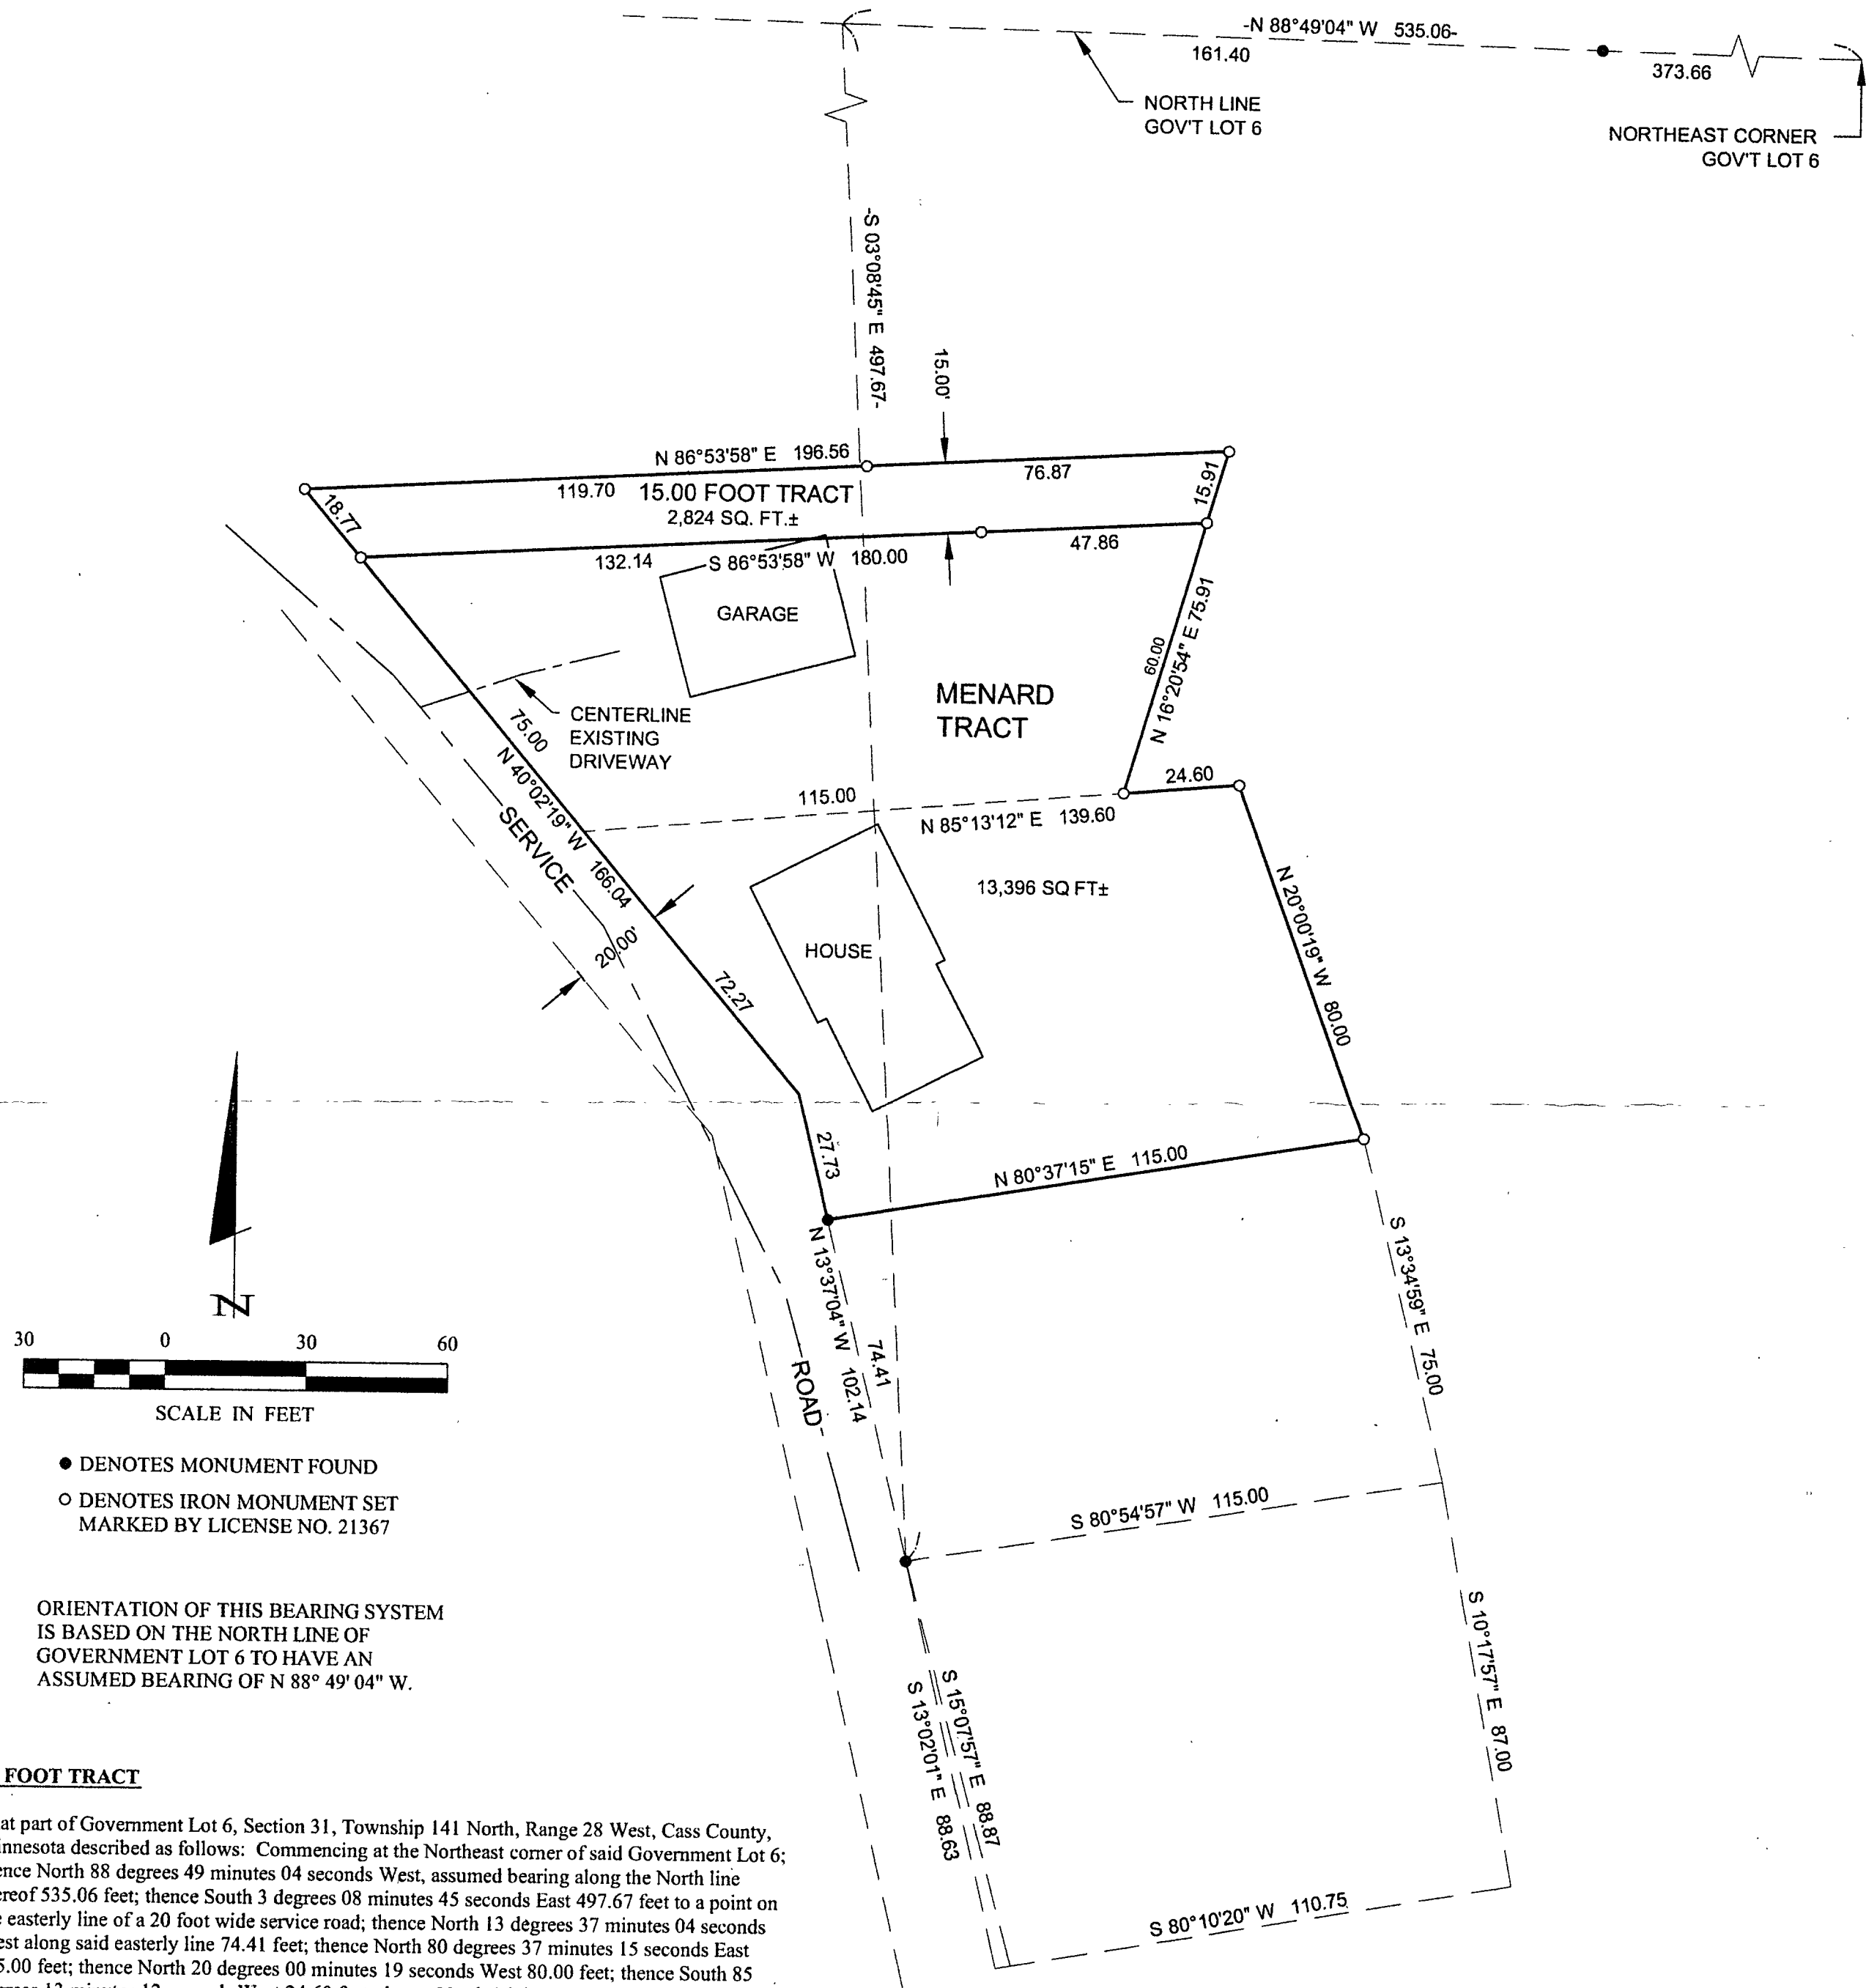 -N 88°49'04" W 535.06-
161.40
373.66
NORTH LINE
GOV'T LOT 6
NORTHEAST CORNER
GOV'T LOT 6
-S 03°08'45" E 497.67-
15.00'
N 86°53'58" E 196.56
76.87
15.91
119.70
15.00 FOOT TRACT
18.77
2,824 SQ. FT.±
132.14
S 86°53'58" W 180.00
47.86
GARAGE
60.00
N 16°20'54" E 75.91
MENARD
TRACT
75.00
CENTERLINE
EXISTING
DRIVEWAY
N 40°02'19" W 166.04
24.60
115.00
N 85°13'12" E 139.60
SERVICE
13,396 SQ FT±
N 20°00'19" W 80.00
HOUSE
20.00'
72.27
27.73
N 80°37'15" E 115.00
N 13°37'04" W 102.14
74.41
S 13°34'59" E 75.00
N
30 0 30 60
SCALE IN FEET
ROAD
● DENOTES MONUMENT FOUND
○ DENOTES IRON MONUMENT SET
MARKED BY LICENSE NO. 21367
S 80°54'57" W 115.00
ORIENTATION OF THIS BEARING SYSTEM
IS BASED ON THE NORTH LINE OF
GOVERNMENT LOT 6 TO HAVE AN
ASSUMED BEARING OF N 88° 49' 04" W.
S 10°17'57" E 87.00
S 15°07'57" E 88.87
S 13°02'01" E 88.63
S 80°10'20" W 110.75
FOOT TRACT
at part of Government Lot 6, Section 31, Township 141 North, Range 28 West, Cass County,
innesota described as follows: Commencing at the Northeast corner of said Government Lot 6;
ence North 88 degrees 49 minutes 04 seconds West, assumed bearing along the North line
ereof 535.06 feet; thence South 3 degrees 08 minutes 45 seconds East 497.67 feet to a point on
e easterly line of a 20 foot wide service road; thence North 13 degrees 37 minutes 04 seconds
est along said easterly line 74.41 feet; thence North 80 degrees 37 minutes 15 seconds East
5.00 feet; thence North 20 degrees 00 minutes 19 seconds West 80.00 feet; thence South 85